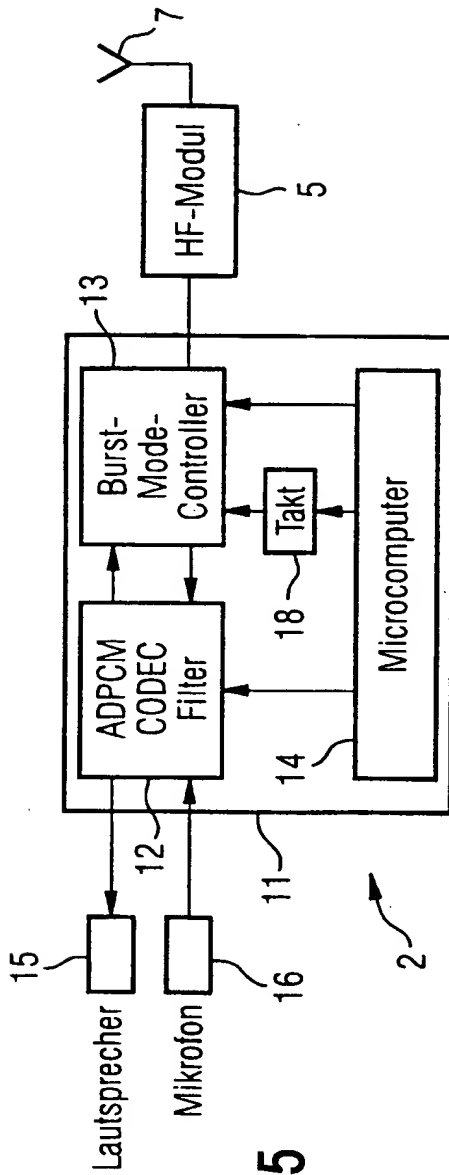 7
HF-Modul
5
13
Burst-
Mode-
Controller
Takt
18
ADPCM
CODEC
Filter
12
Microcomputer
14
11
2
15
Lautsprecher
16
Mikrofon
5